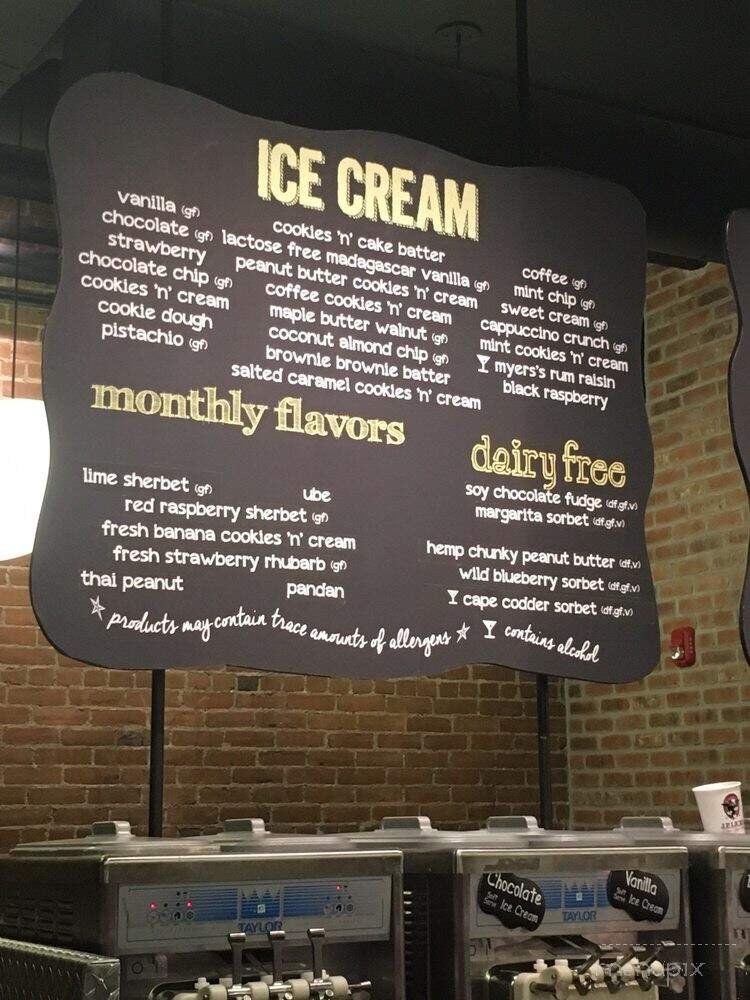 ICE CREAM
vanilla (gf)
chocolate (gf)
strawberry
chocolate chip (gf)
cookies 'n' cream
cookie dough
pistachio (gf)
cookies 'n' cake batter
lactose free madagascar vanilla (gf)
peanut butter cookies 'n' cream
coffee cookies 'n' cream
maple butter walnut (gf)
coconut almond chip (gf)
brownie brownie batter
salted caramel cookies 'n' cream
coffee (gf)
mint chip (gf)
sweet cream (gf)
cappuccino crunch (gf)
mint cookies 'n' cream
myers's rum raisin
black raspberry
monthly flavors
lime sherbet (gf)
ube
red raspberry sherbet (gf)
fresh banana cookies 'n' cream
fresh strawberry rhubarb (gf)
thai peanut
pandan
dairy free
soy chocolate fudge (df,gf,v)
margarita sorbet (df,gf,v)
hemp chunky peanut butter (df,v)
wild blueberry sorbet (df,gf,v)
cape codder sorbet (df,gf,v)
products may contain trace amounts of allergens
contains alcohol
TAYLOR
Chocolate
Soft Serve Ice Cream
TAYLOR
Vanilla
Soft Serve Ice Cream
menupix